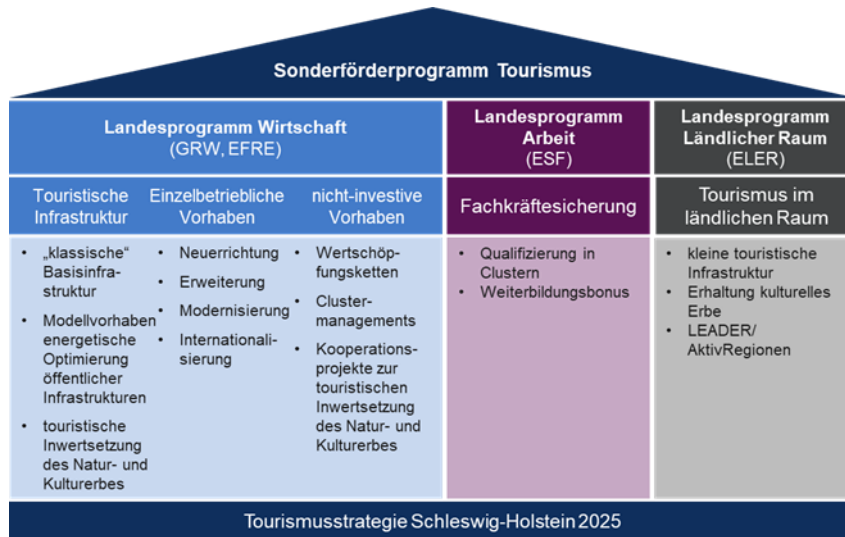 Sonderförderprogramm Tourismus
Landesprogramm Wirtschaft
(GRW, EFRE)
Landesprogramm
Arbeit
(ESF)
Landesprogramm
Ländlicher Raum
(ELER)
Touristische
Infrastruktur
Einzelbetriebliche
Vorhaben
nicht-investive
Vorhaben
Fachkräftesicherung
Tourismus im
ländlichen Raum
• „klassische“
Basisinfra-
struktur
• Modellvorhaben
energetische
Optimierung
öffentlicher
Infrastrukturen
• touristische
Inwertsetzung
des Natur- und
Kulturerbes
• Neuerrichtung
• Erweiterung
• Modernisierung
• Internationali-
sierung
• Wertschöp-
fungsketten
• Cluster-
managements
• Kooperations-
projekte zur
touristischen
Inwertsetzung
des Natur- und
Kulturerbes
• Qualifizierung in
Clustern
• Weiterbildungsbonus
• kleine touristische
Infrastruktur
• Erhaltung kulturelles
Erbe
• LEADER/
AktivRegionen
Tourismusstrategie Schleswig-Holstein 2025